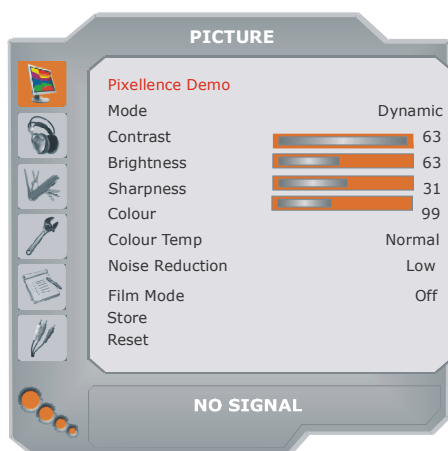 PICTURE
Pixellence Demo
Mode Dynamic
Contrast 63
Brightness 63
Sharpness 31
Colour 99
Colour Temp Normal
Noise Reduction Low
Film Mode Off
Store
Reset
NO SIGNAL